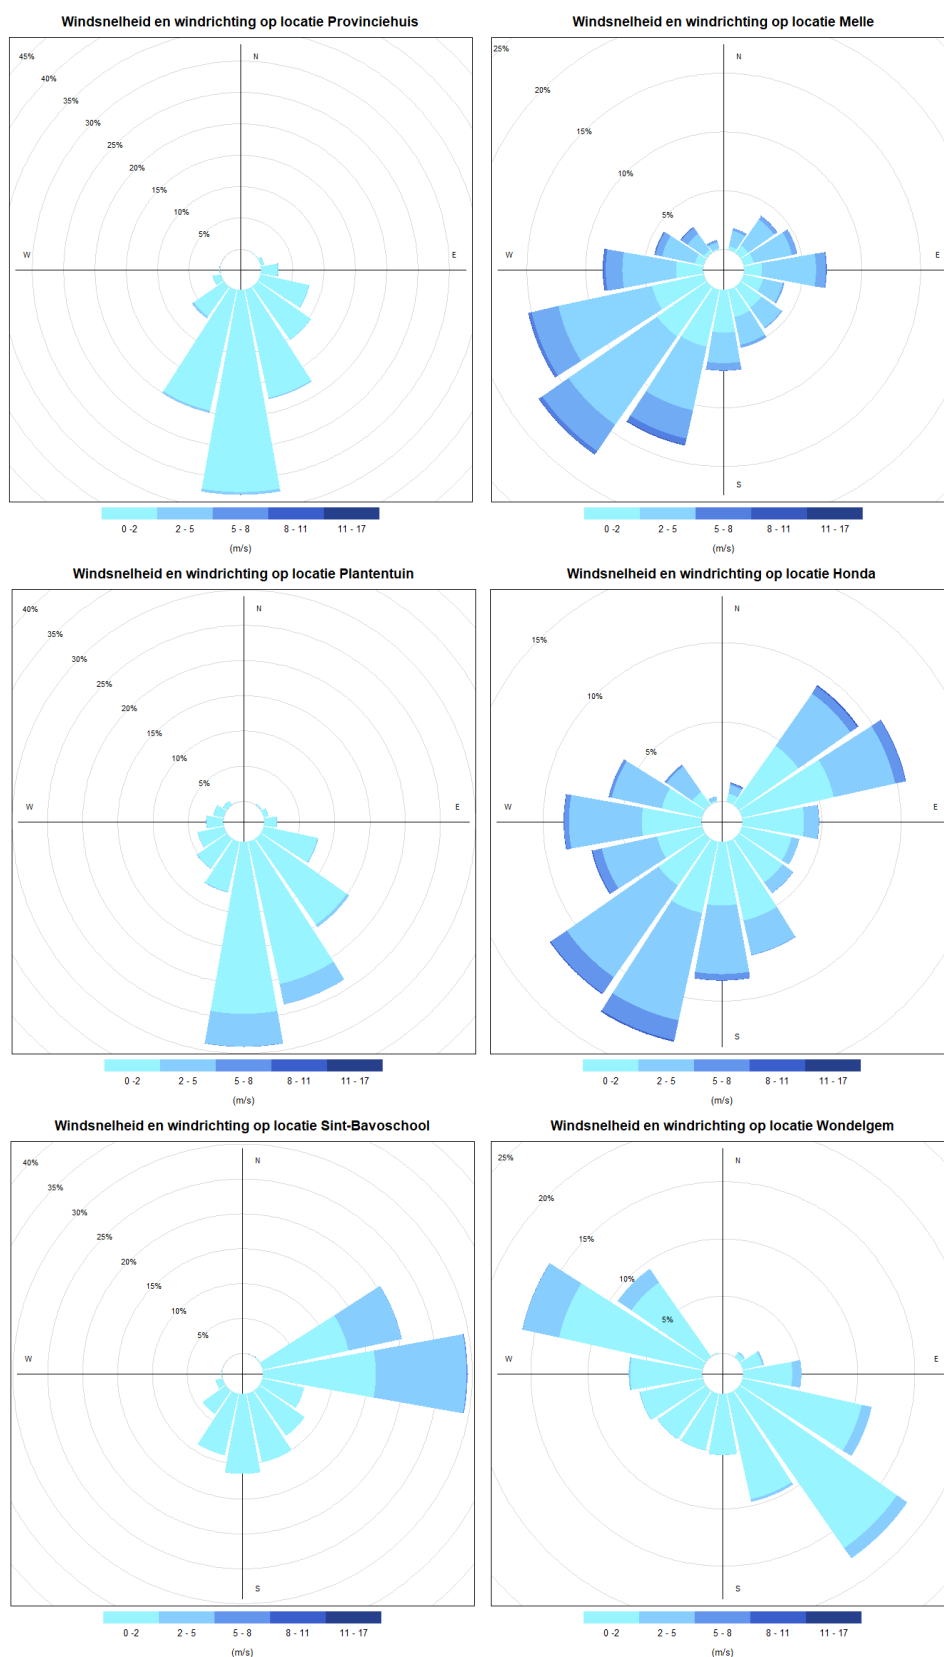 Windsnelheid en windrichting op locatie Provinciehuis
45%
40%
35%
30%
25%
20%
15%
10%
5%
N
W
E
0 -2 2 - 5 5 - 8 8 - 11 11 - 17
(m/s)
Windsnelheid en windrichting op locatie Melle
25%
20%
15%
10%
5%
N
W
E
S
0 -2 2 - 5 5 - 8 8 - 11 11 - 17
(m/s)
Windsnelheid en windrichting op locatie Plantentuin
40%
35%
30%
25%
20%
15%
10%
5%
N
W
E
0 -2 2 - 5 5 - 8 8 - 11 11 - 17
(m/s)
Windsnelheid en windrichting op locatie Honda
15%
10%
5%
N
W
E
S
0 -2 2 - 5 5 - 8 8 - 11 11 - 17
(m/s)
Windsnelheid en windrichting op locatie Sint-Bavoschool
40%
35%
30%
25%
20%
15%
10%
5%
N
W
E
S
0 -2 2 - 5 5 - 8 8 - 11 11 - 17
(m/s)
Windsnelheid en windrichting op locatie Wondelgem
25%
20%
15%
10%
5%
N
W
E
S
0 -2 2 - 5 5 - 8 8 - 11 11 - 17
(m/s)